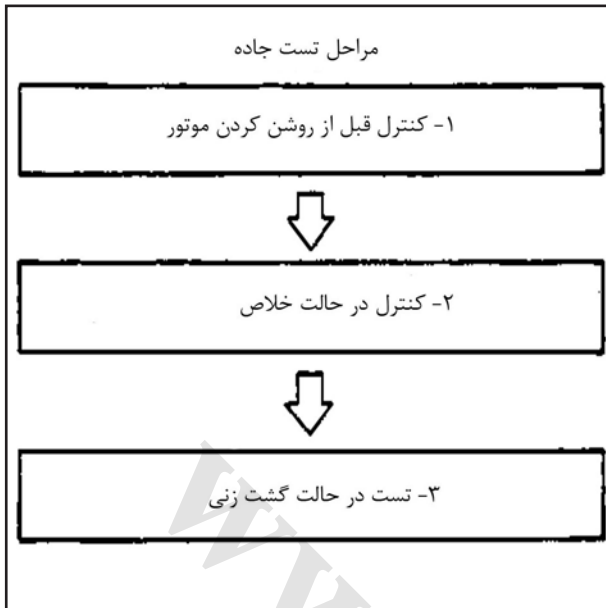 مراحل تست جاده
۱- کنترل قبل از روشن کردن موتور
۲- کنترل در حالت خلاص
۳- تست در حالت گشت زنی